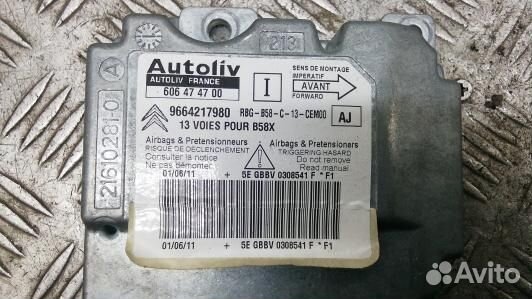 213
Autoliv
AUTOLIV FRANCE
606 47 47 00
I
SENS DE MONTAGE
IMPERATIF
AVANT
FORWARD
9664217980 RBG-B58-C-13-CEM00
13 VOIES POUR B58X
AJ
Airbags & Pretensionneurs
RISQUE DE DECLENCHEMENT
Consulter la notice
Ne pas démonter
Airbags & Pretensioners
TRIGGERING HASARD
Do not remove
Read manual
01/06/11 + 5E GBBV 0308541 F * F1
01/06/11 + 5E GBBV 0308541 F * F1
A
21610281.0
Avito